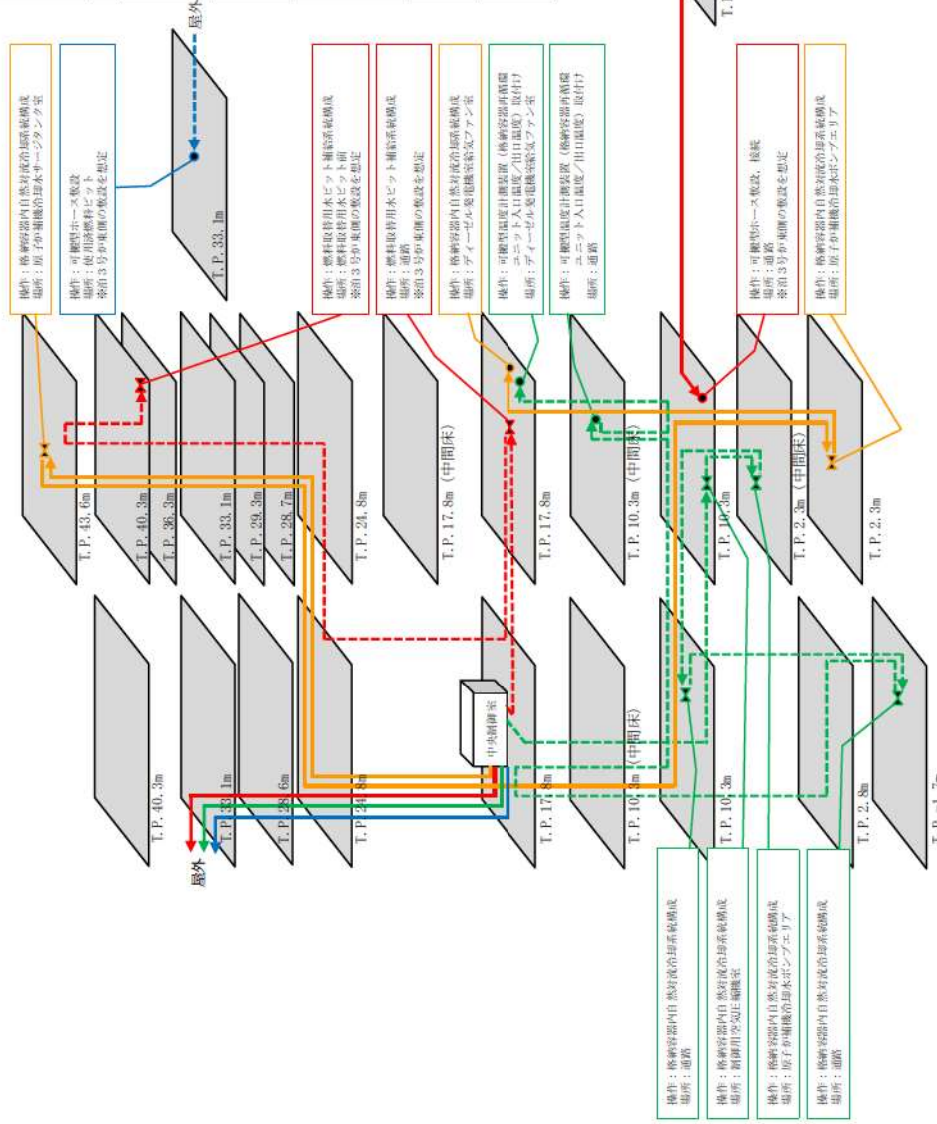 操作：格納容器内自然対流冷却系統構成
場所：原子炉補機冷却水サージタンク室
操作：可搬型ホース敷設
場所：使用済燃料ピット
※泊３号炉東側の敷設を想定
屋外
T.P.33.1m
操作：燃料取替用水ピット補給系統構成
場所：燃料取替用水ピット前
※泊３号炉東側の敷設を想定
操作：燃料取替用水ピット補給系統構成
場所：通路
※泊３号炉東側の敷設を想定
操作：格納容器内自然対流冷却系統構成
場所：ディーゼル発電機室給気ファン室
操作：可搬型温度計測装置（格納容器再循環
ユニット入口温度／出口温度）取付け
場所：ディーゼル発電機室給気ファン室
操作：可搬型温度計測装置（格納容器再循環
ユニット入口温度／出口温度）取付け
場所：通路
操作：可搬型ホース敷設、接続
場所：通路
※泊３号炉東側の敷設を想定
操作：格納容器内自然対流冷却系統構成
場所：原子炉補機冷却水ポンプエリア
T.P.43.6m
T.P.40.3m
T.P.36.3m
T.P.33.1m
T.P.29.3m
T.P.28.7m
T.P.24.8m
T.P.17.8m（中間床）
T.P.17.8m
T.P.10.3m（中間床）
T.P.10.3m
T.P.2.3m（中間床）
T.P.2.3m
中央制御室
T.P.40.3m
T.P.33.1m
T.P.28.6m
T.P.24.8m
T.P.17.8m
T.P.10.3m（中間床）
T.P.10.3m
T.P.2.8m
屋外
操作：格納容器内自然対流冷却系統構成
場所：通路
操作：格納容器内自然対流冷却系統構成
場所：制御用空気圧縮機室
操作：格納容器内自然対流冷却系統構成
場所：原子炉補機冷却水ポンプエリア
操作：格納容器内自然対流冷却系統構成
場所：通路